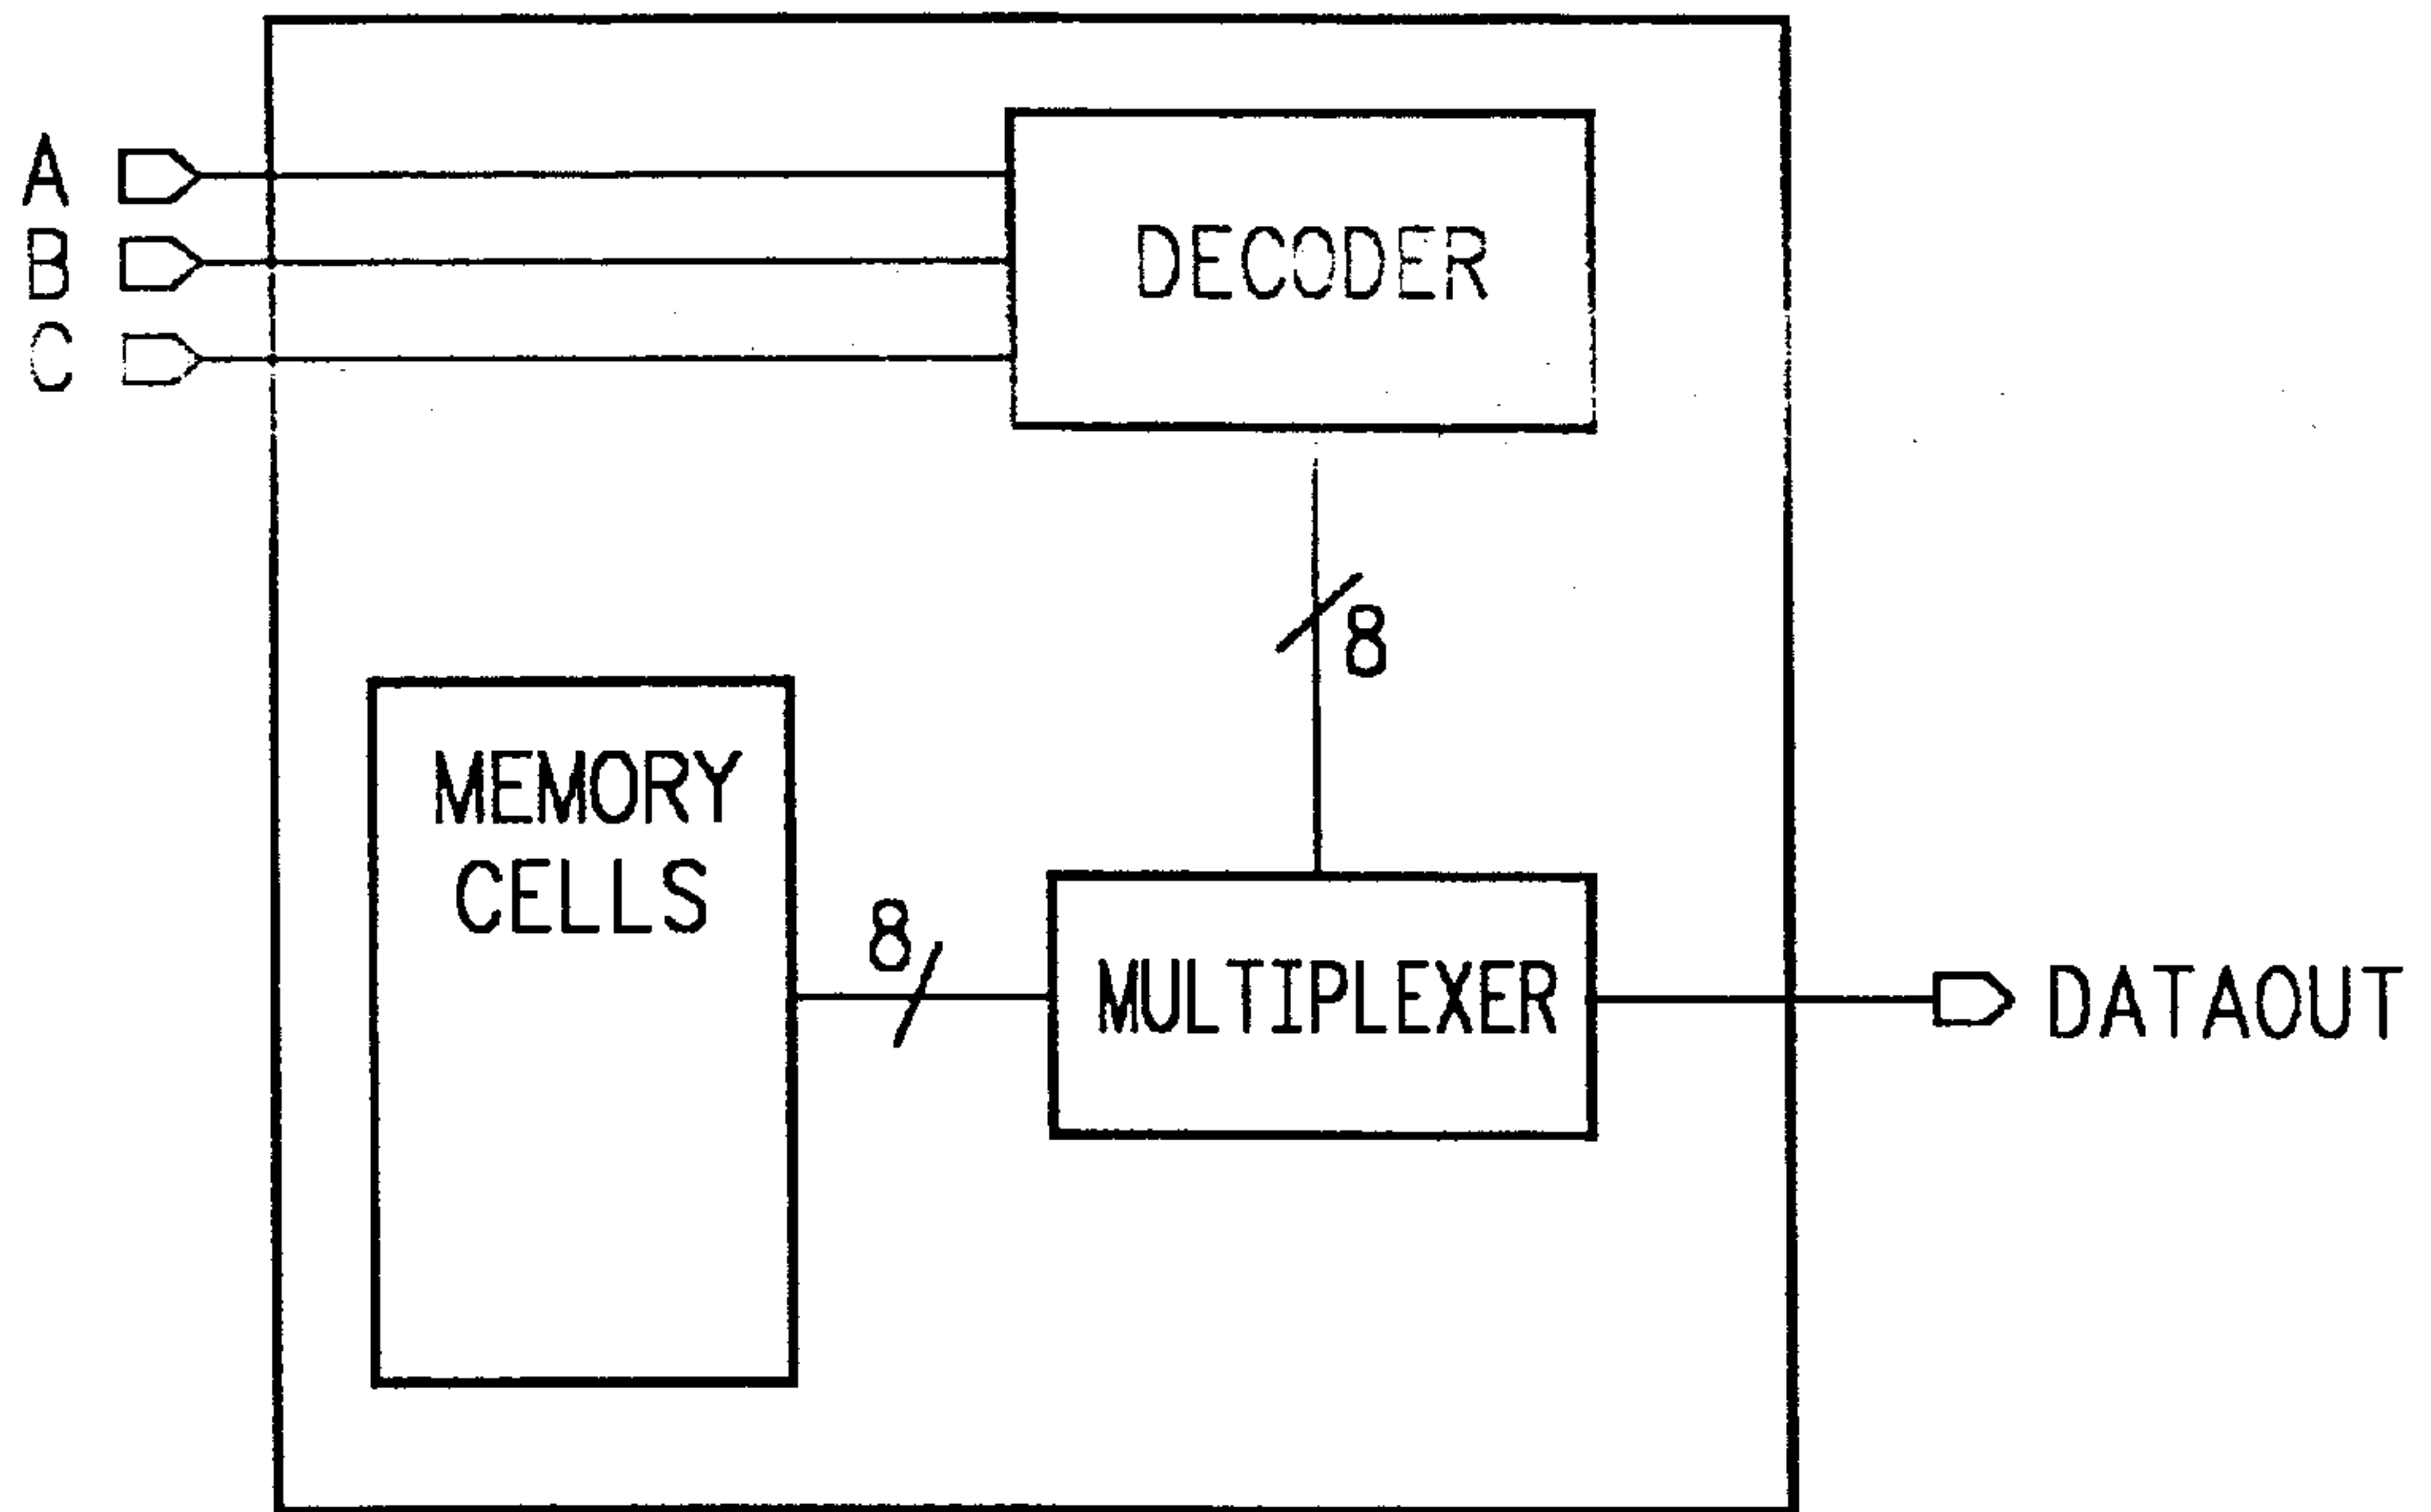 A
B
C
DECODER
8
MEMORY
CELLS
8
MULTIPLEXER
DATAOUT